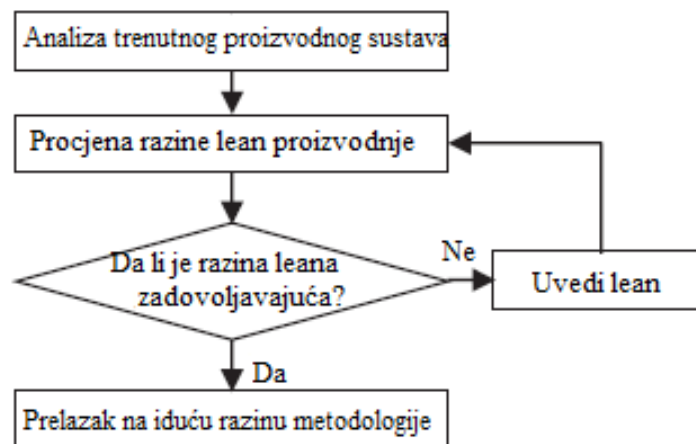 Analiza trenutnog proizvodnog sustava
Procjena razine lean proizvodnje
Da li je razina leana
zadovoljavajuća?
Ne
Uvedi lean
Da
Prelazak na iduću razinu metodologije